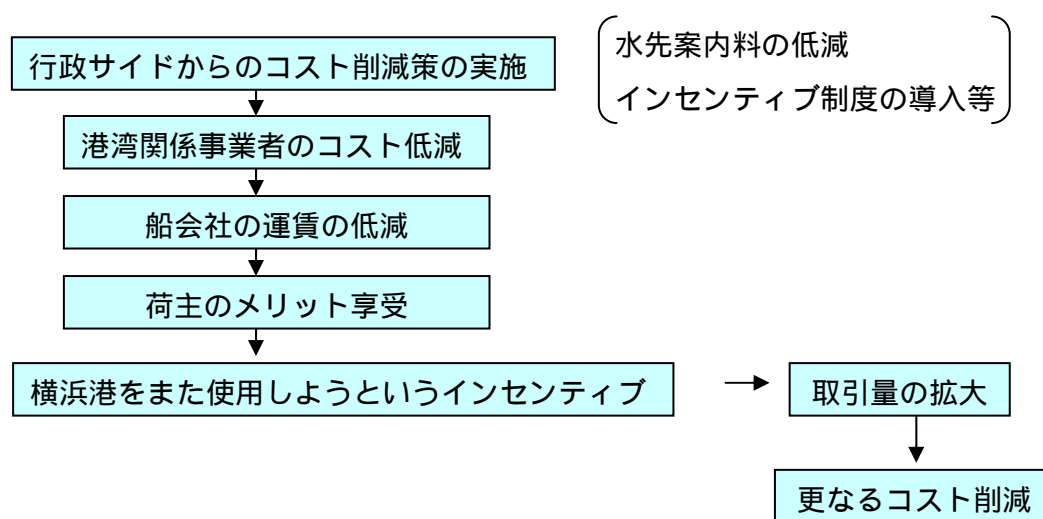 行政サイドからのコスト削減策の実施
水先案内料の低減
インセンティブ制度の導入等
港湾関係事業者のコスト低減
船会社の運賃の低減
荷主のメリット享受
横浜港をまた使用しようというインセンティブ
取引量の拡大
更なるコスト削減